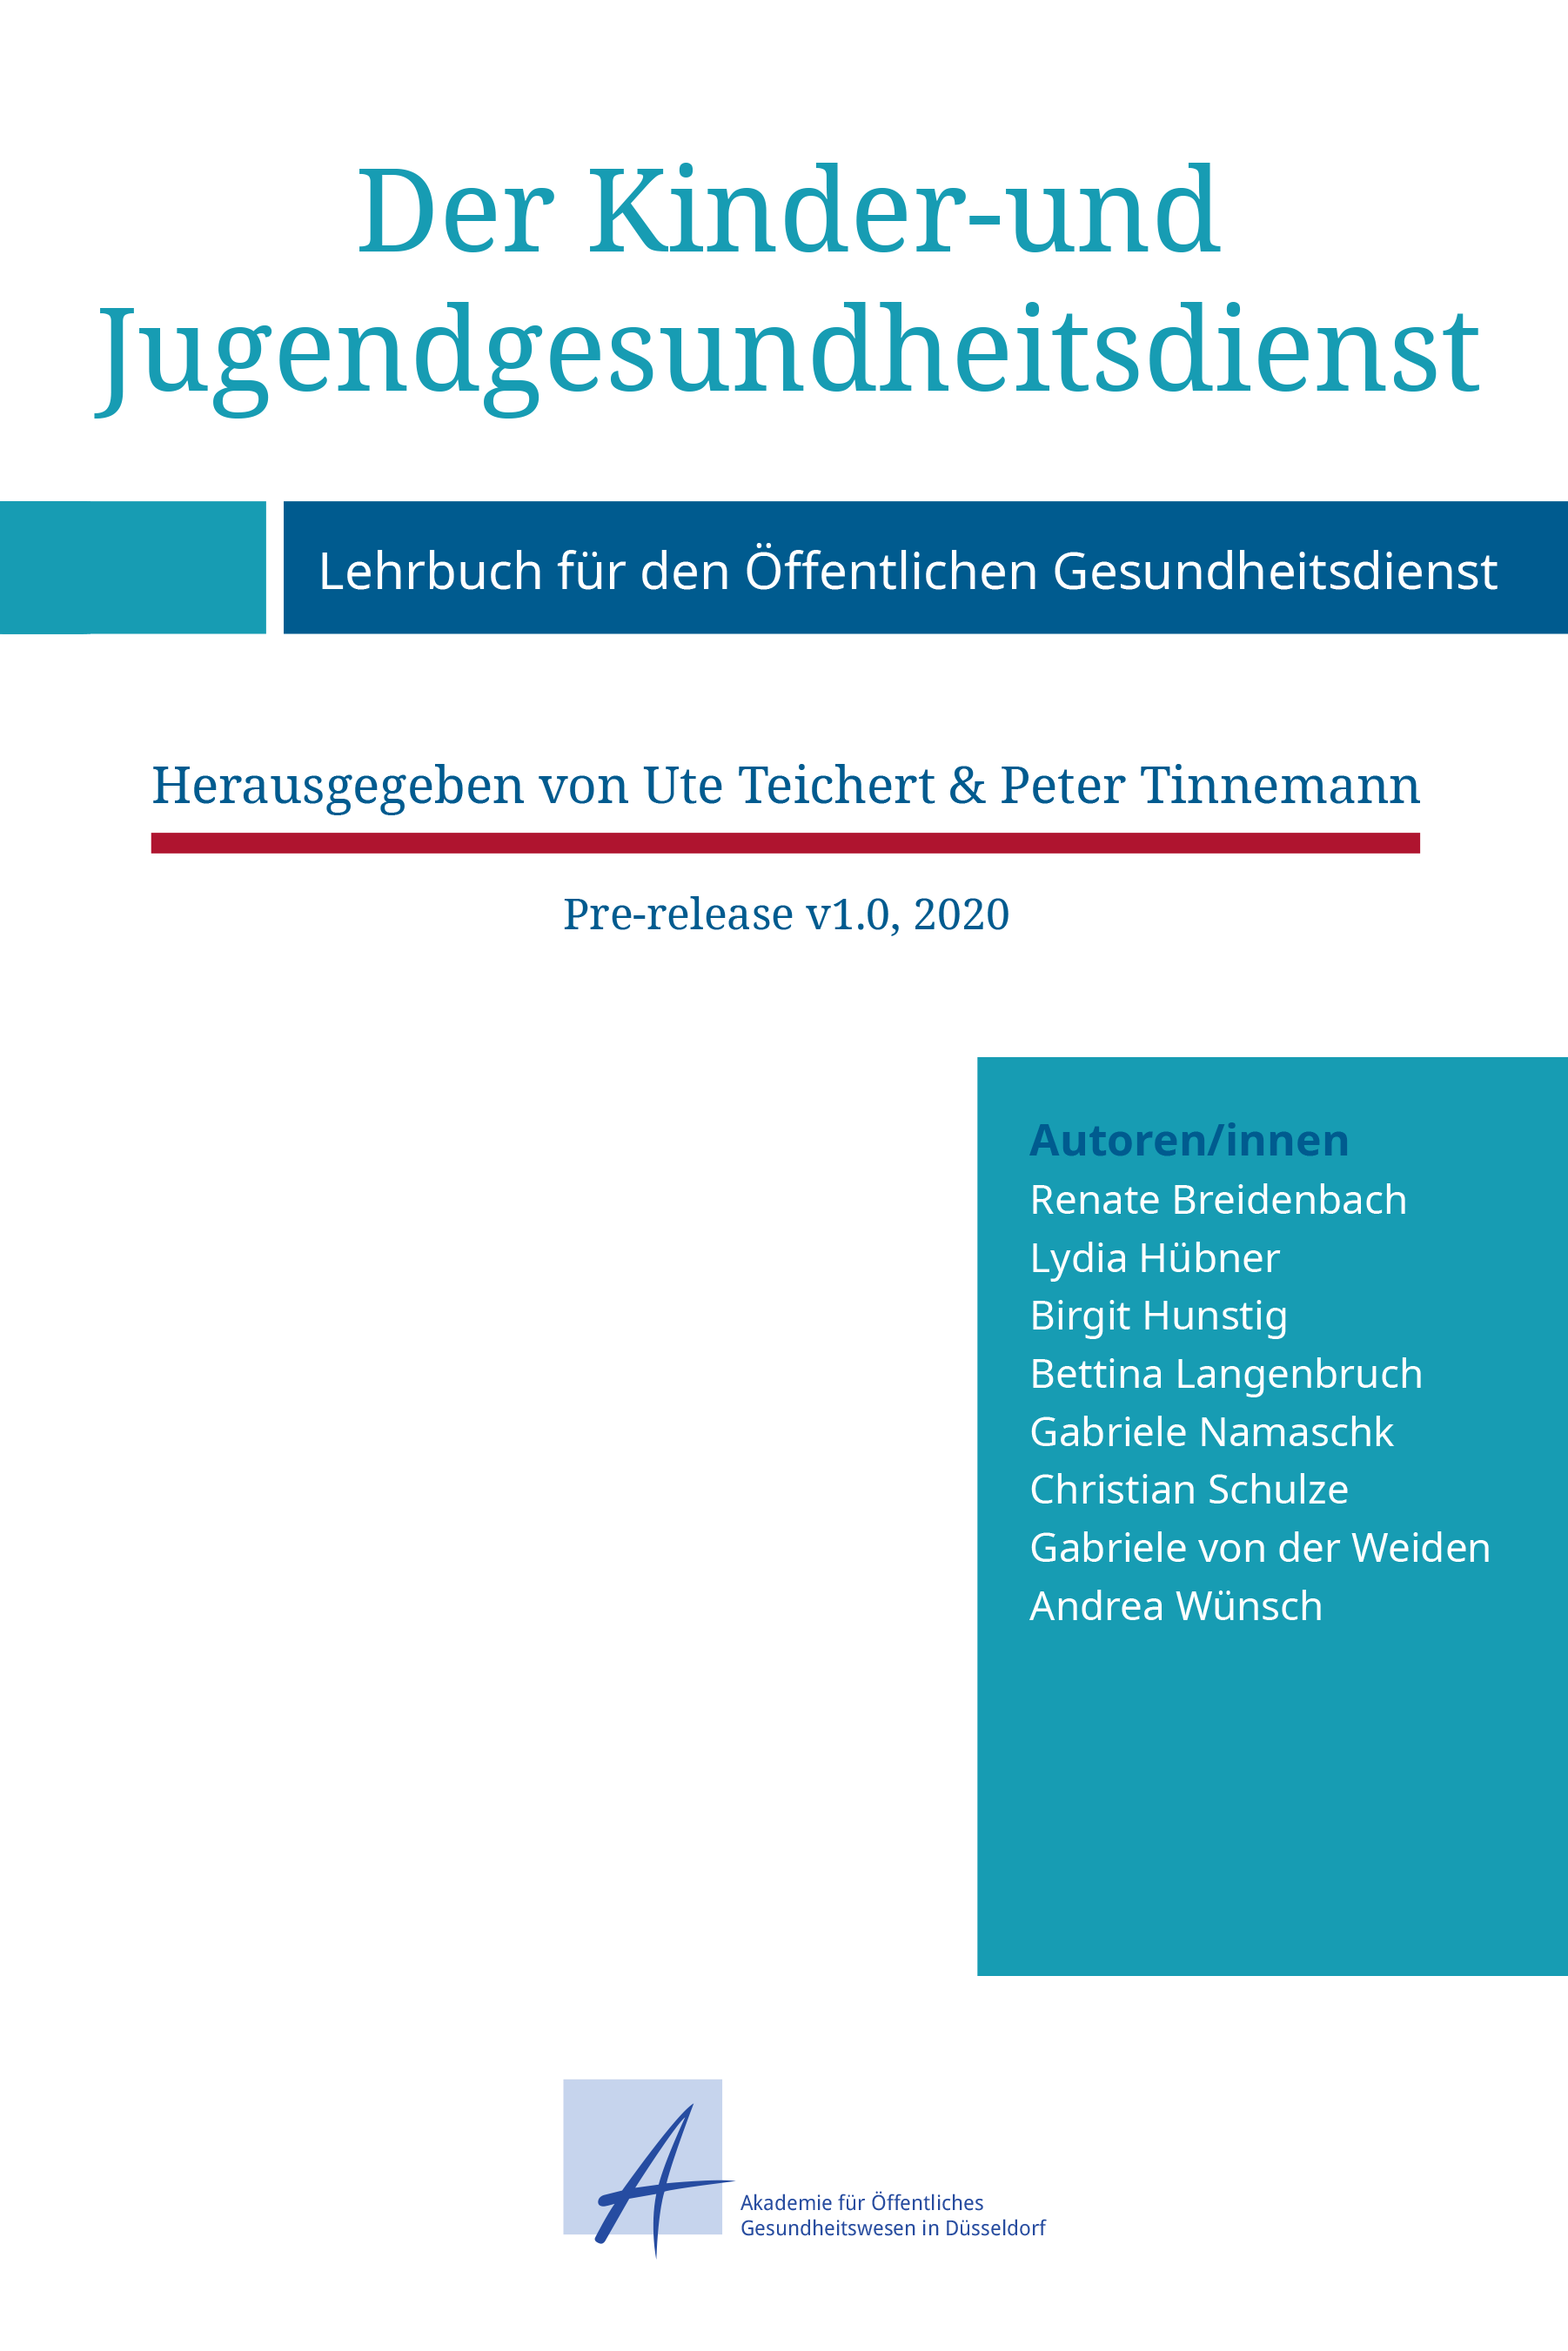 Der Kinder-und
Jugendgesundheitsdienst
Lehrbuch für den Öffentlichen Gesundheitsdienst
Herausgegeben von Ute Teichert & Peter Tinnemann
Pre-release v1.0, 2020
Autoren/innen
Renate Breidenbach
Lydia Hübner
Birgit Hunstig
Bettina Langenbruch
Gabriele Namaschk
Christian Schulze
Gabriele von der Weiden
Andrea Wünsch
A
Akademie für Öffentliches
Gesundheitswesen in Düsseldorf